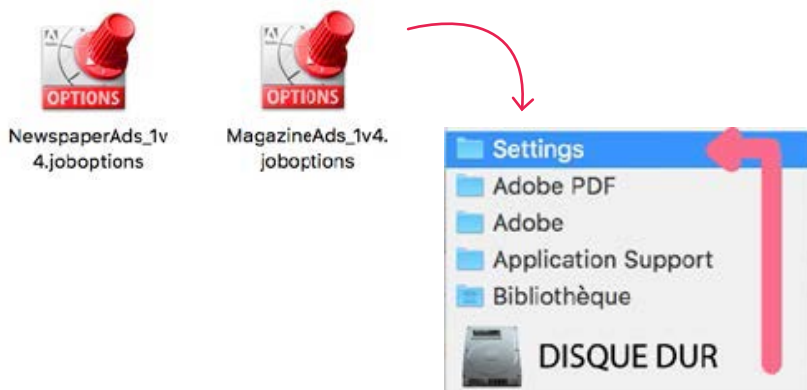 OPTIONS
NewspaperAds_1v
4.joboptions
OPTIONS
MagazineAds_1v4.
joboptions
Settings
Adobe PDF
Adobe
Application Support
Bibliothèque
DISQUE DUR